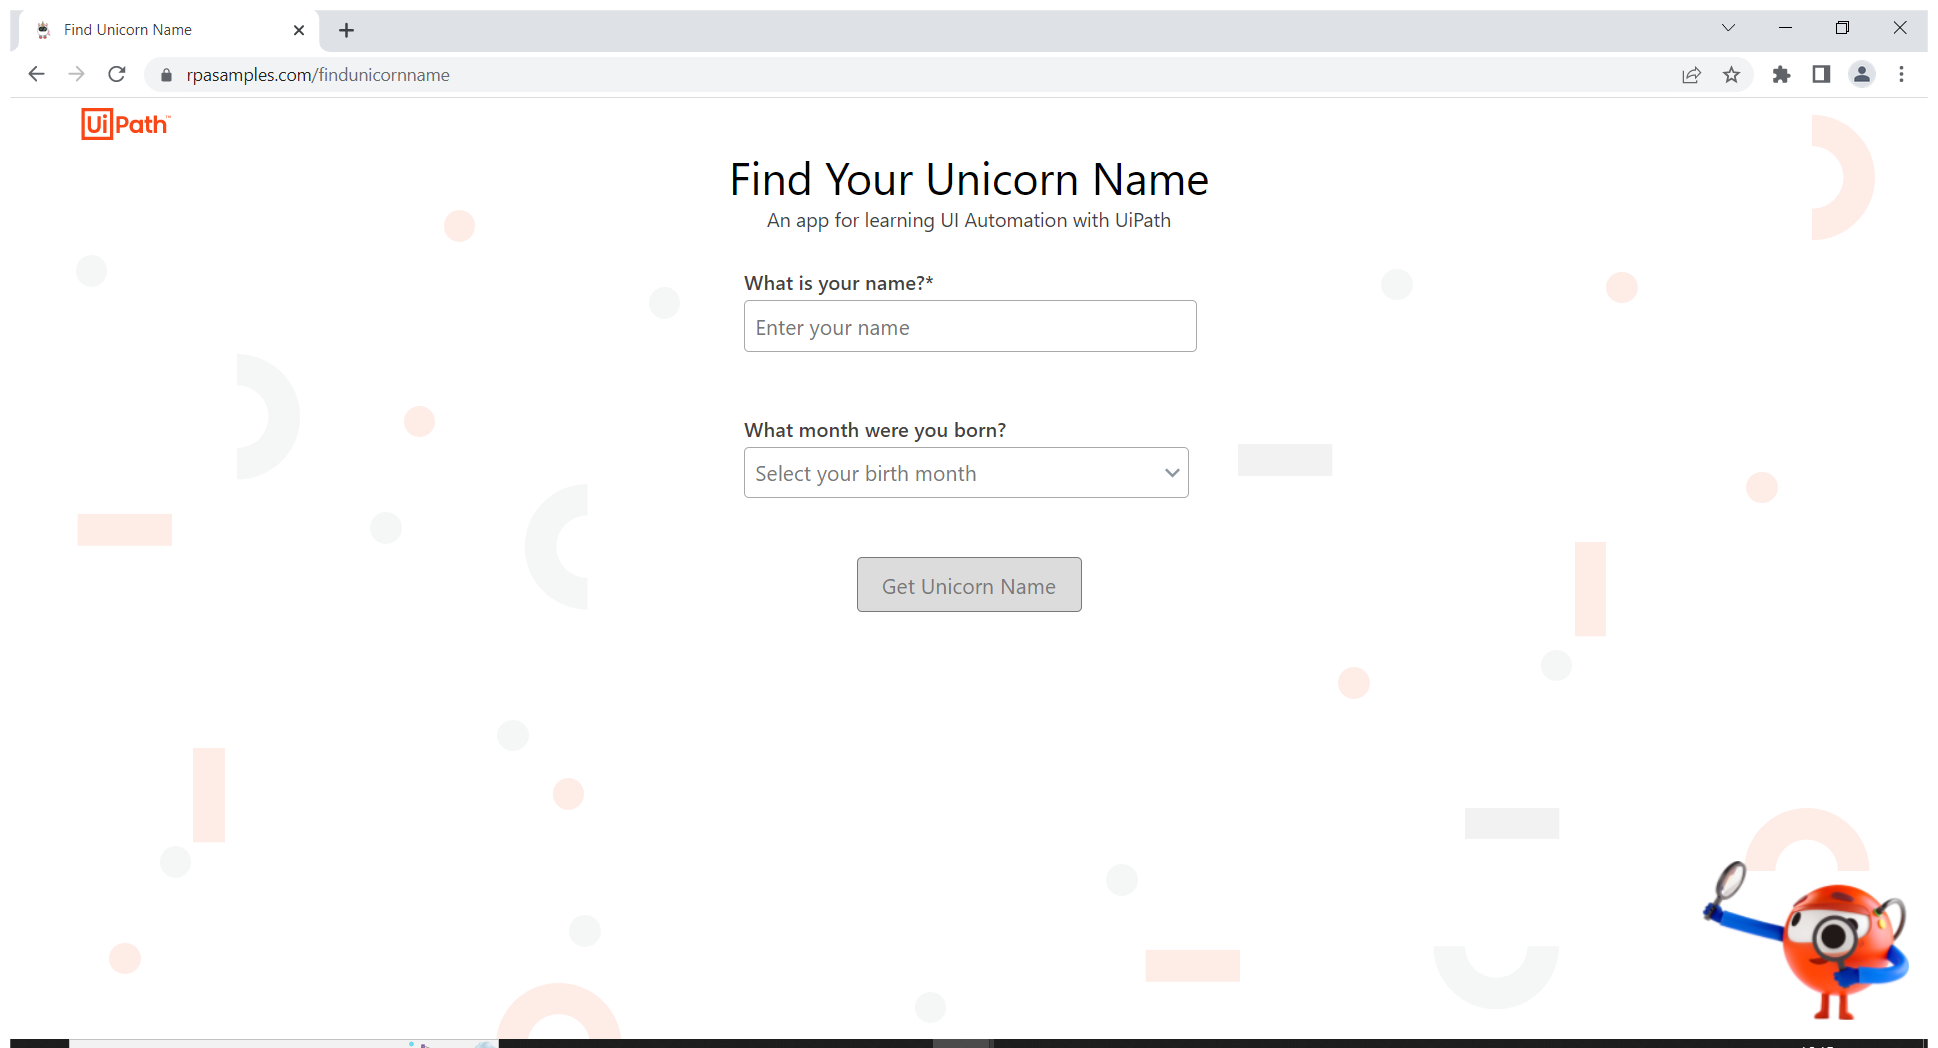 Find Unicorn Name
rpasamples.com/findunicornname
UiPath™
Find Your Unicorn Name
An app for learning UI Automation with UiPath
What is your name?*
Enter your name
What month were you born?
Select your birth month
Get Unicorn Name